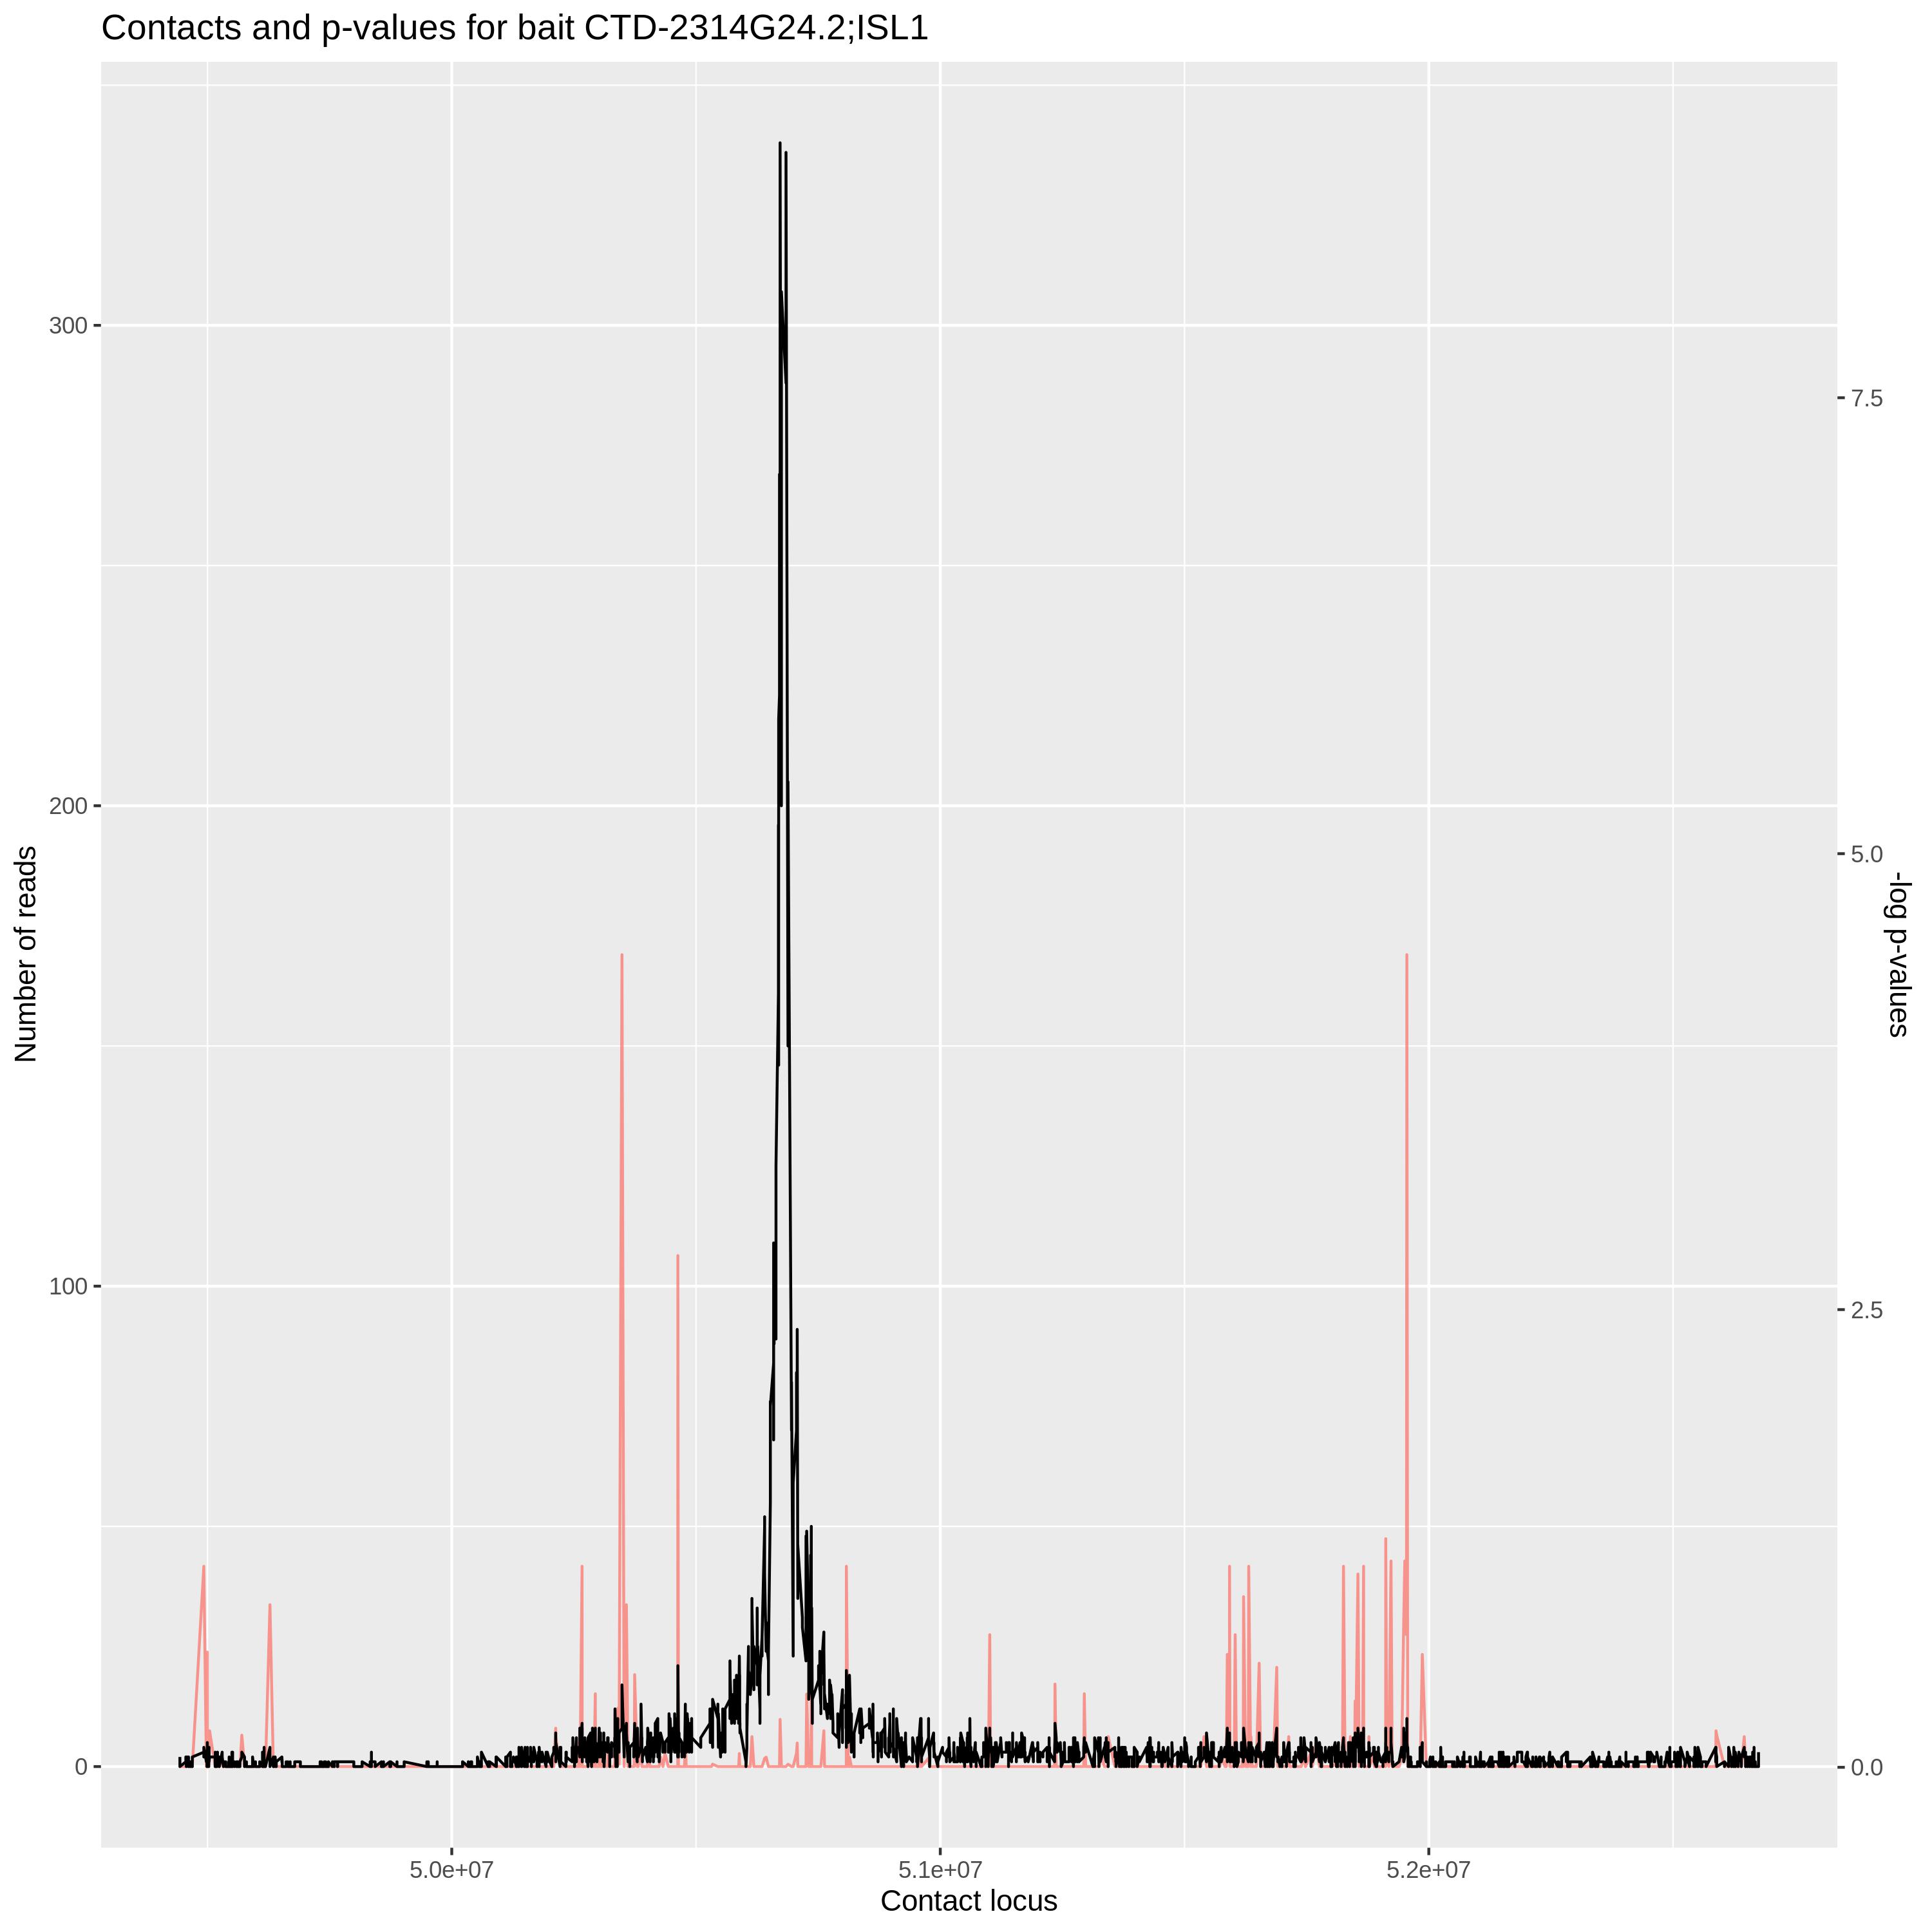 Contacts and p-values for bait CTD-2314G24.2;ISL1
Number of reads
300
200
100
0
7.5
5.0
2.5
0.0
-log p-values
5.0e+07
5.1e+07
5.2e+07
Contact locus